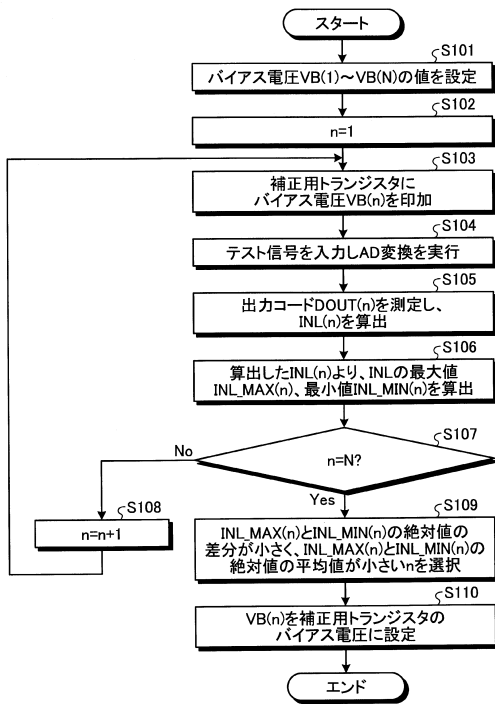 スタート
S101
バイアス電圧VB(1)～VB(N)の値を設定
S102
n=1
S103
補正用トランジスタに
バイアス電圧VB(n)を印加
S104
テスト信号を入力しAD変換を実行
S105
出力コードDOUT(n)を測定し、
INL(n)を算出
S106
算出したINL(n)より、INLの最大値
INL_MAX(n)、最小値INL_MIN(n)を算出
S107
n=N?
No
Yes
S108
n=n+1
S109
INL_MAX(n)とINL_MIN(n)の絶対値の
差分が小さく、INL_MAX(n)とINL_MIN(n)の
絶対値の平均値が小さいnを選択
S110
VB(n)を補正用トランジスタの
バイアス電圧に設定
エンド